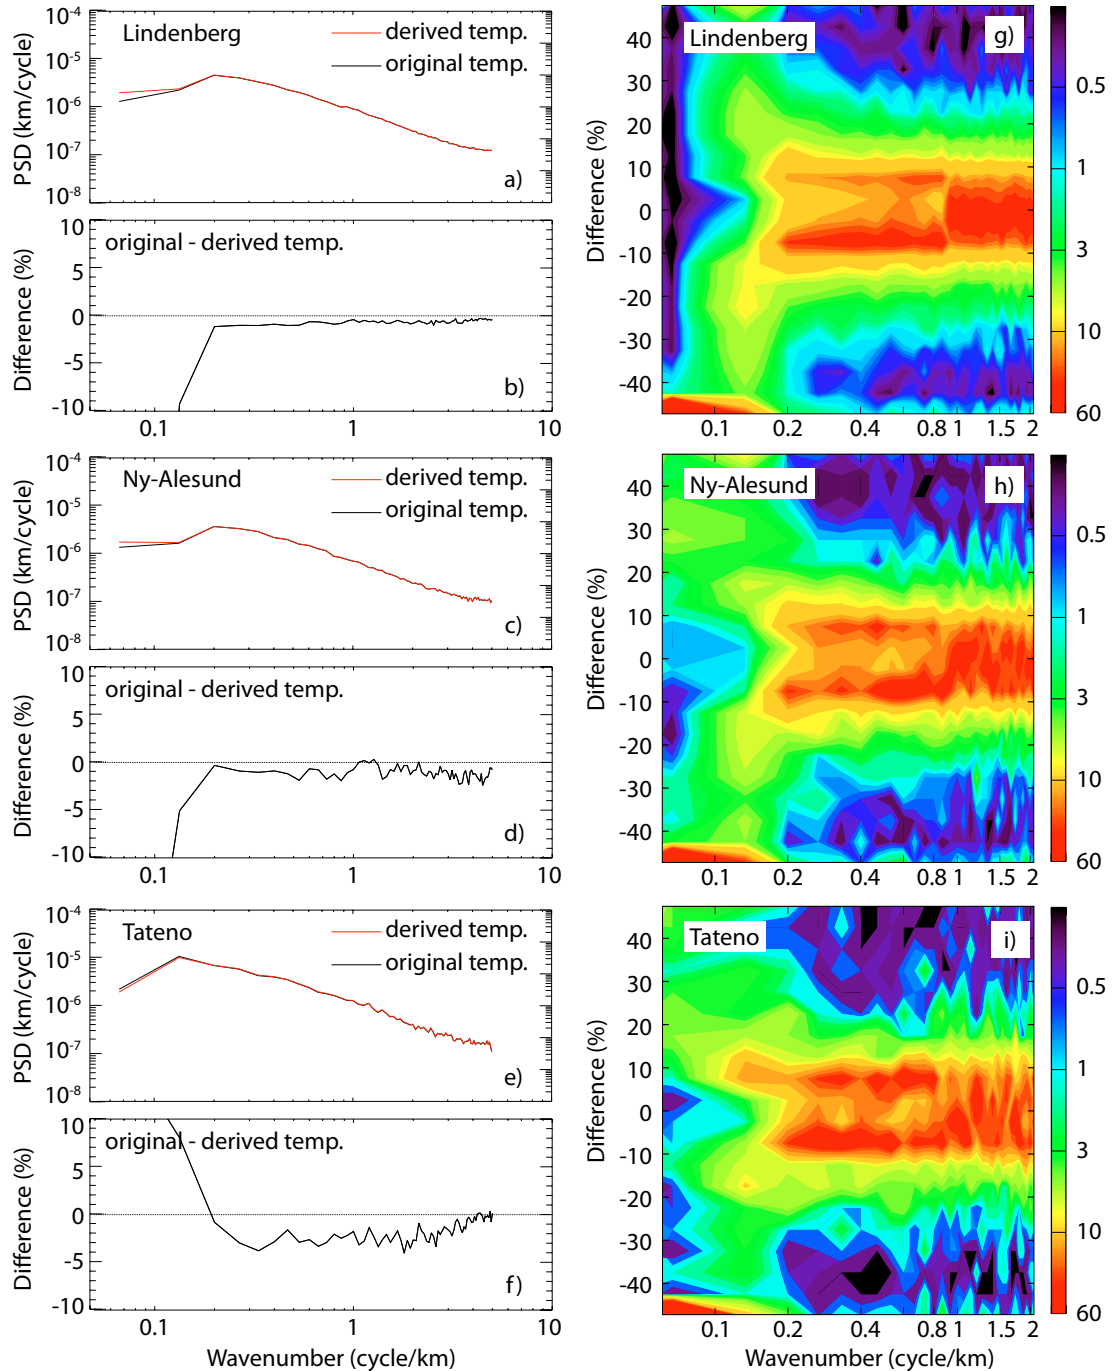 Lindenberg
derived temp.
original temp.
PSD (km/cycle)
10-4
10-5
10-6
10-7
10-8
a)
original - derived temp.
Difference (%)
10
5
0
-5
-10
b)
0.1 1 10
Ny-Alesund
derived temp.
original temp.
PSD (km/cycle)
10-4
10-5
10-6
10-7
10-8
c)
original - derived temp.
Difference (%)
10
5
0
-5
-10
d)
0.1 1 10
Tateno
derived temp.
original temp.
PSD (km/cycle)
10-4
10-5
10-6
10-7
10-8
e)
original - derived temp.
Difference (%)
10
5
0
-5
-10
f)
0.1 1 10
Wavenumber (cycle/km)
Lindenberg
g)
Difference (%)
40
30
20
10
0
-10
-20
-30
-40
0.1 0.2 0.4 0.8 1 1.5 2
0.5
1
3
10
60
Ny-Alesund
h)
Difference (%)
40
30
20
10
0
-10
-20
-30
-40
0.1 0.2 0.4 0.8 1 1.5 2
0.5
1
3
10
60
Tateno
i)
Difference (%)
40
30
20
10
0
-10
-20
-30
-40
0.1 0.2 0.4 0.8 1 1.5 2
0.5
1
3
10
60
Wavenumber (cycle/km)